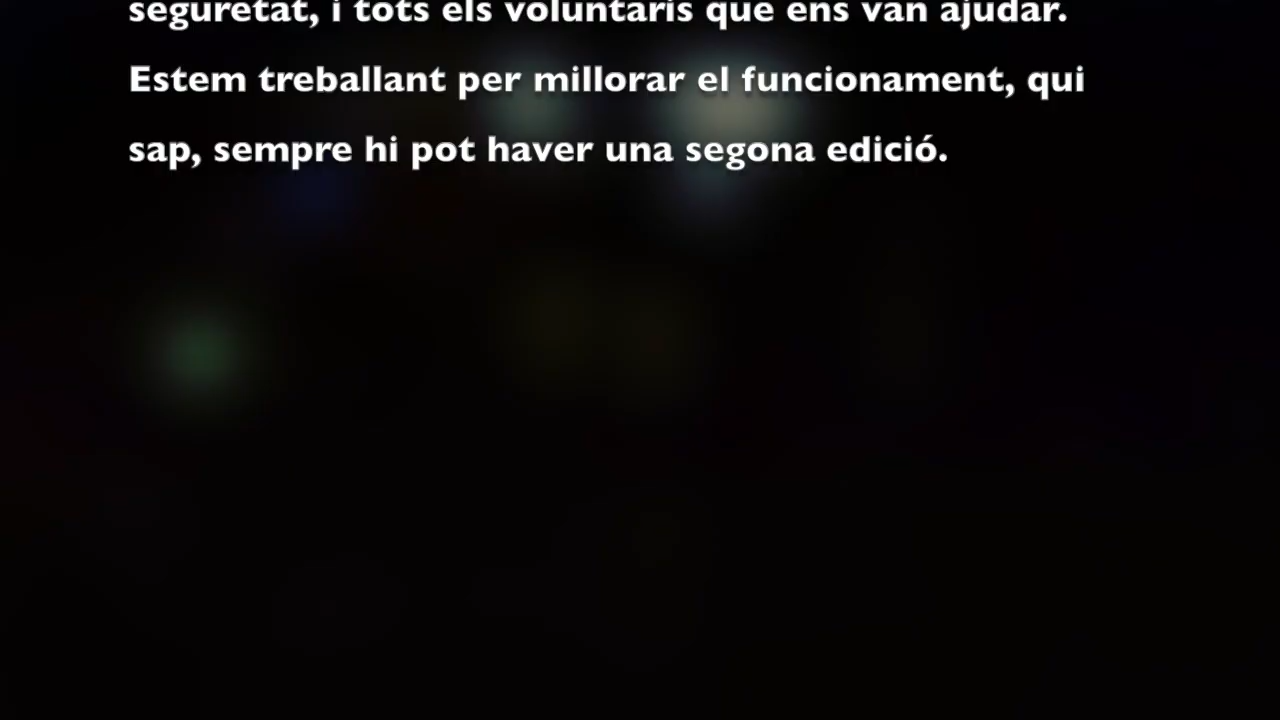 seguretat, i tots els voluntaris que ens van ajudar.
Estem treballant per millorar el funcionament, qui
sap, sempre hi pot haver una segona edició.